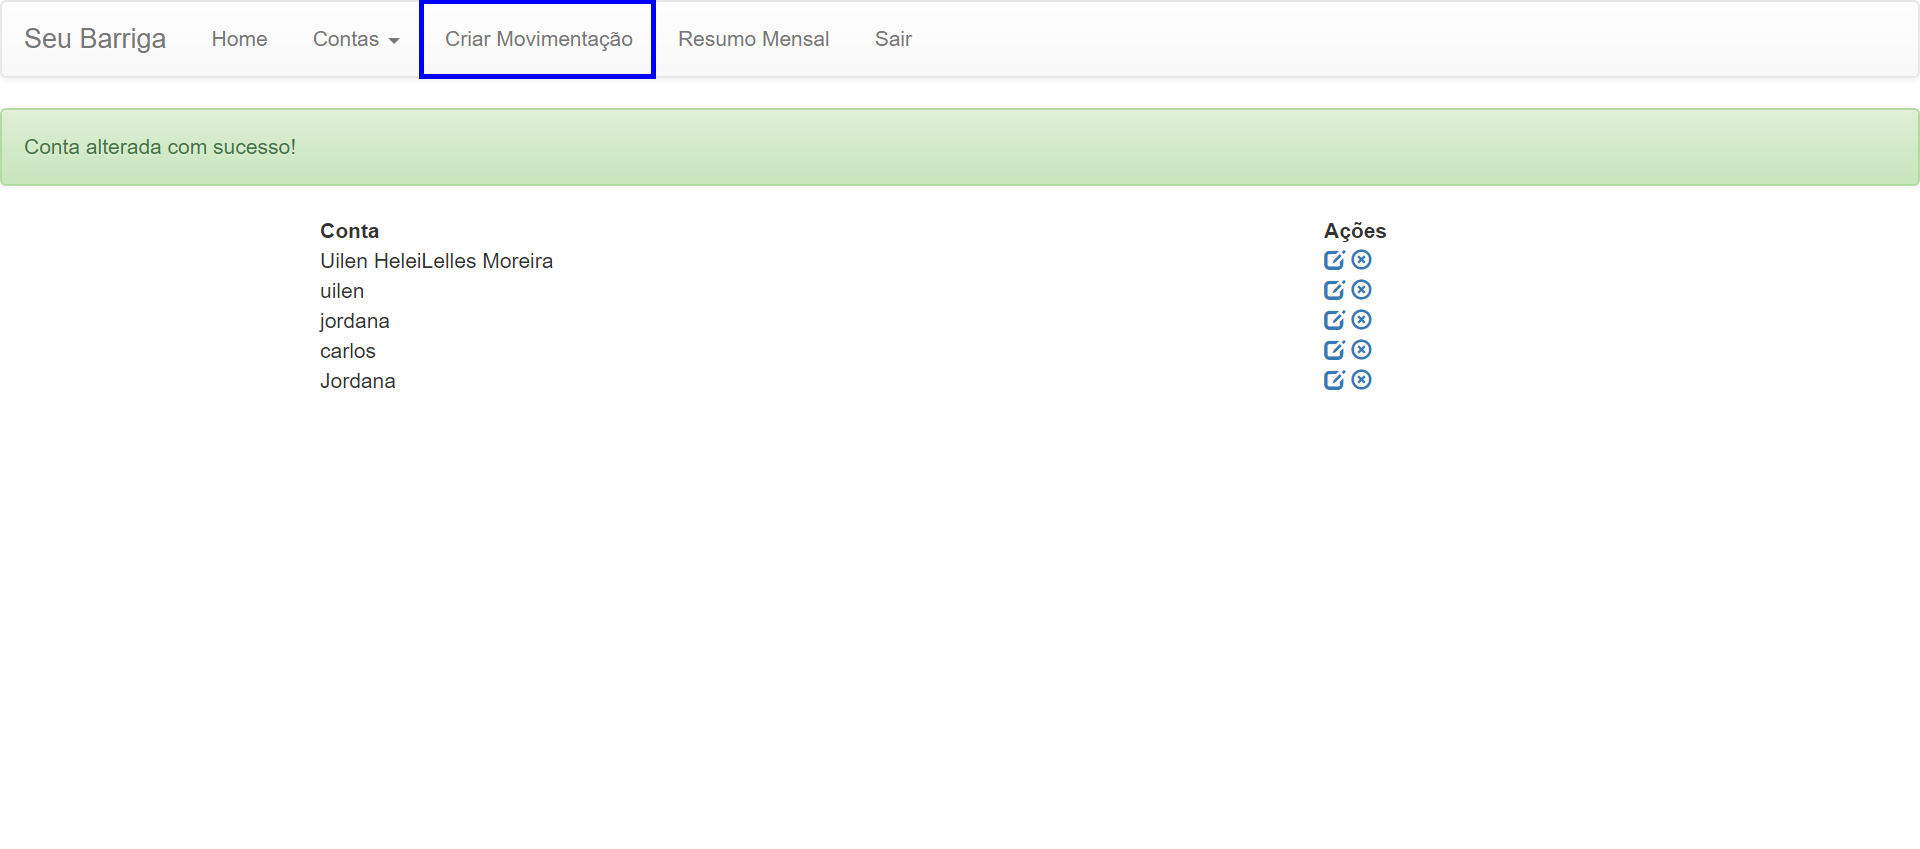 Seu Barriga Home Contas Criar Movimentação Resumo Mensal Sair
Conta alterada com sucesso!
Conta Ações
Uilen HeleiLelles Moreira
uilen
jordana
carlos
Jordana